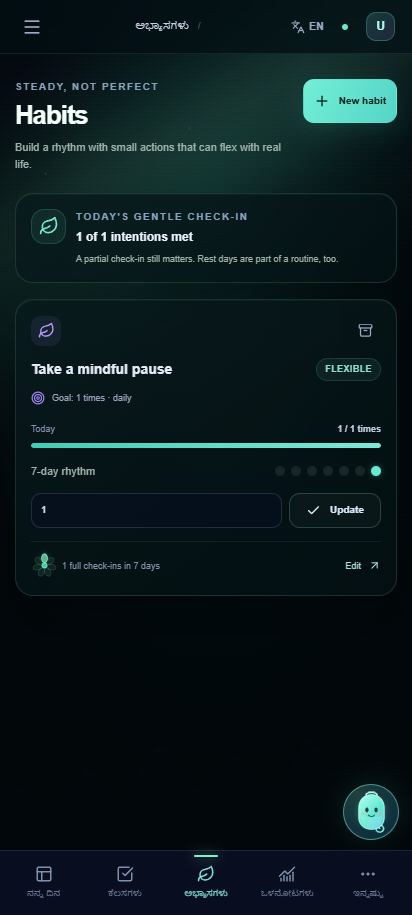 ಅಭ್ಯಾಸಗಳು /
EN
U
STEADY, NOT PERFECT
Habits
New habit
Build a rhythm with small actions that can flex with real
life.
TODAY'S GENTLE CHECK-IN
1 of 1 intentions met
A partial check-in still matters. Rest days are part of a routine, too.
Take a mindful pause
FLEXIBLE
Goal: 1 times · daily
Today
1 / 1 times
7-day rhythm
1
Update
1 full check-ins in 7 days
Edit
ನನ್ನ ದಿನ
ಕೆಲಸಗಳು
ಅಭ್ಯಾಸಗಳು
ಒಳನೋಟಗಳು
ಇನ್ನಷ್ಟು